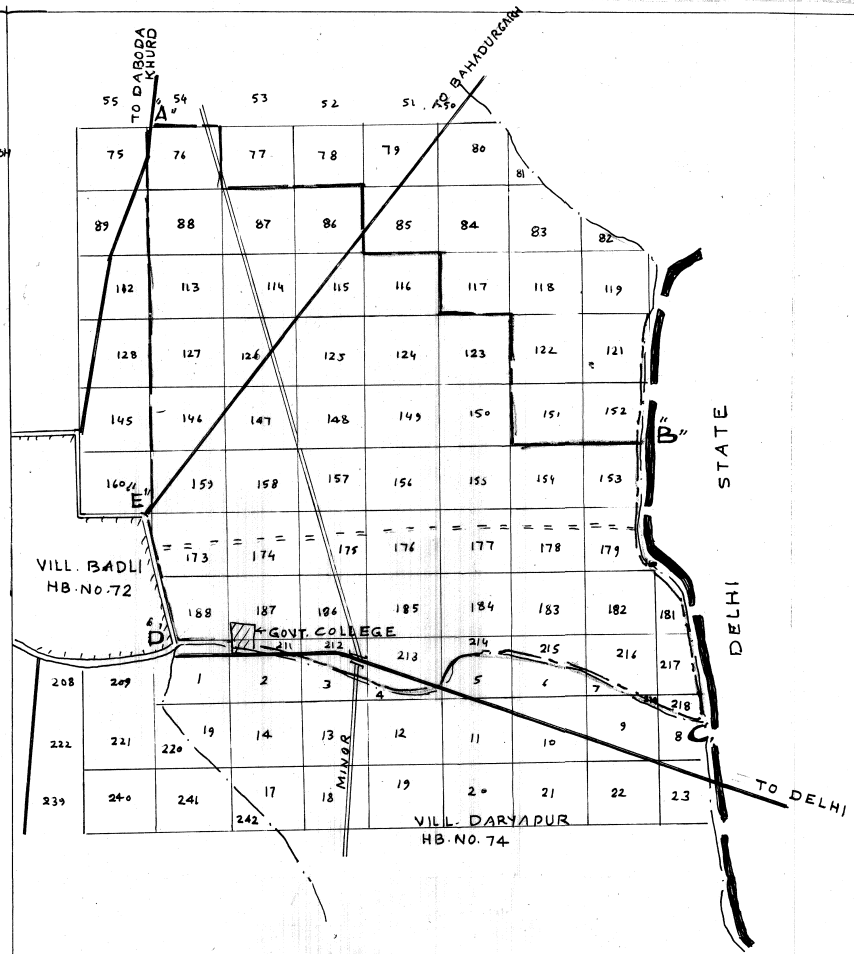 TO DABODA
KHURD
TO BAHADURGARH
55 54 53 52 51 50
"A"
75 76 77 78 79 80
81
89 88 87 86 85 84 83 82
112 113 114 115 116 117 118 119
128 127 126 125 124 123 122 121
145 146 147 148 149 150 151 152
"B"
160 159 158 157 156 155 154 153
"E"
173 174 175 176 177 178 179
VILL. BADLI
HB.NO.72
188 187 186 185 184 183 182 181
"D"
GOVT. COLLEGE
211 212 213 214 215 216 217
208 209 1 2 3 4 5 6 7 218
C
222 221 220 19 14 13 12 11 10 9 8
239 240 241 17 18 19 20 21 22 23
242
MINOR
TO DELHI
DELHI STATE
VILL. DARYAPUR
HB.NO.74